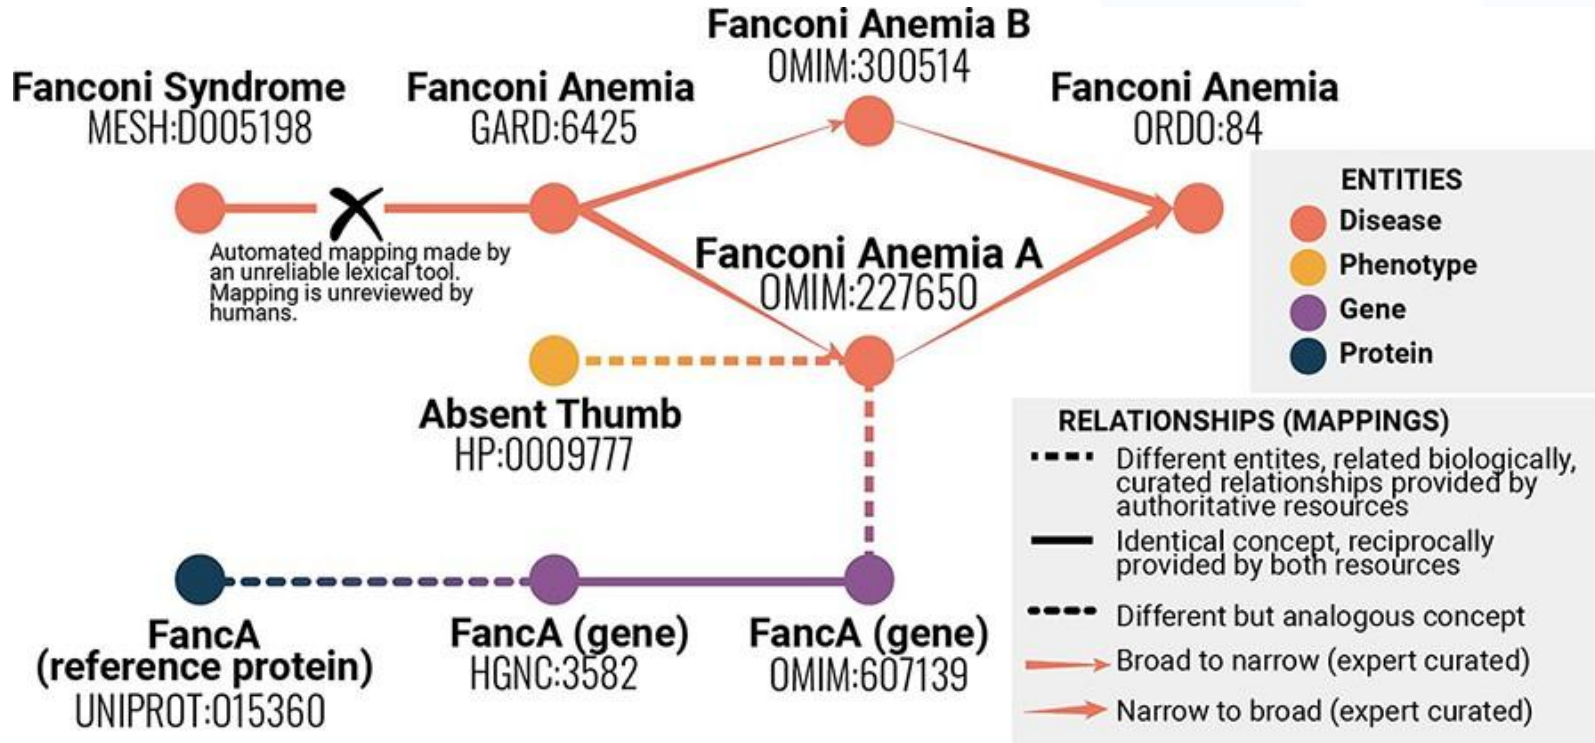 Fanconi Anemia B
OMIM:300514
Fanconi Syndrome
MESH:D005198
Fanconi Anemia
GARD:6425
Fanconi Anemia
ORDO:84
Automated mapping made by
an unreliable lexical tool.
Mapping is unreviewed by
humans.
Fanconi Anemia A
OMIM:227650
Absent Thumb
HP:0009777
FancA
(reference protein)
UNIPROT:015360
FancA (gene)
HGNC:3582
FancA (gene)
OMIM:607139
ENTITIES
Disease
Phenotype
Gene
Protein
RELATIONSHIPS (MAPPINGS)
Different entites, related biologically,
curated relationships provided by
authoritative resources
Identical concept, reciprocally
provided by both resources
Different but analogous concept
Broad to narrow (expert curated)
Narrow to broad (expert curated)